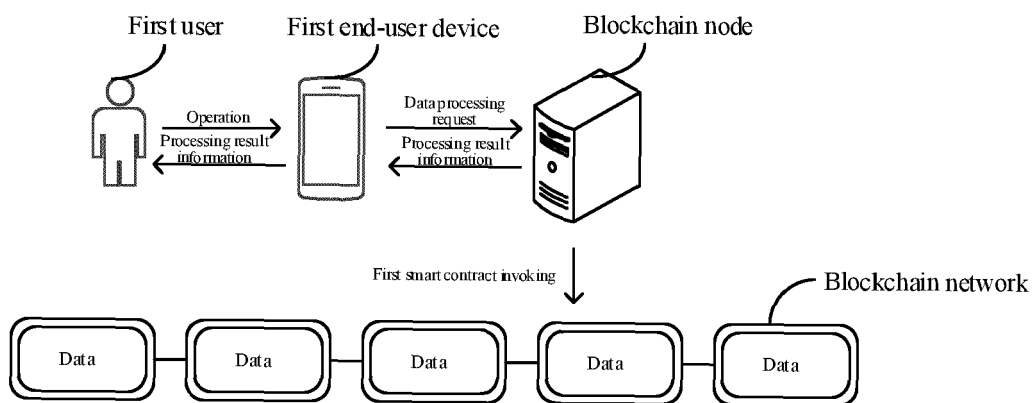 First user
First end-user device
Blockchain node
Operation
Processing result
information
Data processing
request
Processing result
information
First smart contract invoking
Blockchain network
Data
Data
Data
Data
Data